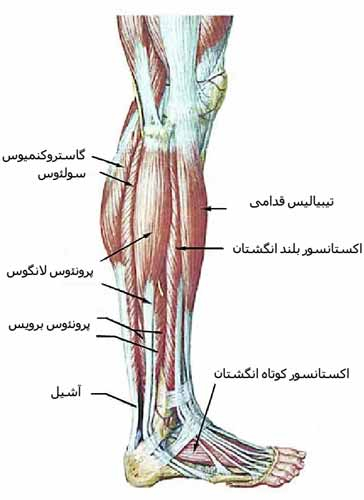 گاستروکنمیوس
سولئوس
تیبیالیس قدامی
اکستانسور بلند انگشتان
پرونئوس لانگوس
پرونئوس برویس
اکستانسور کوتاه انگشتان
آشیل